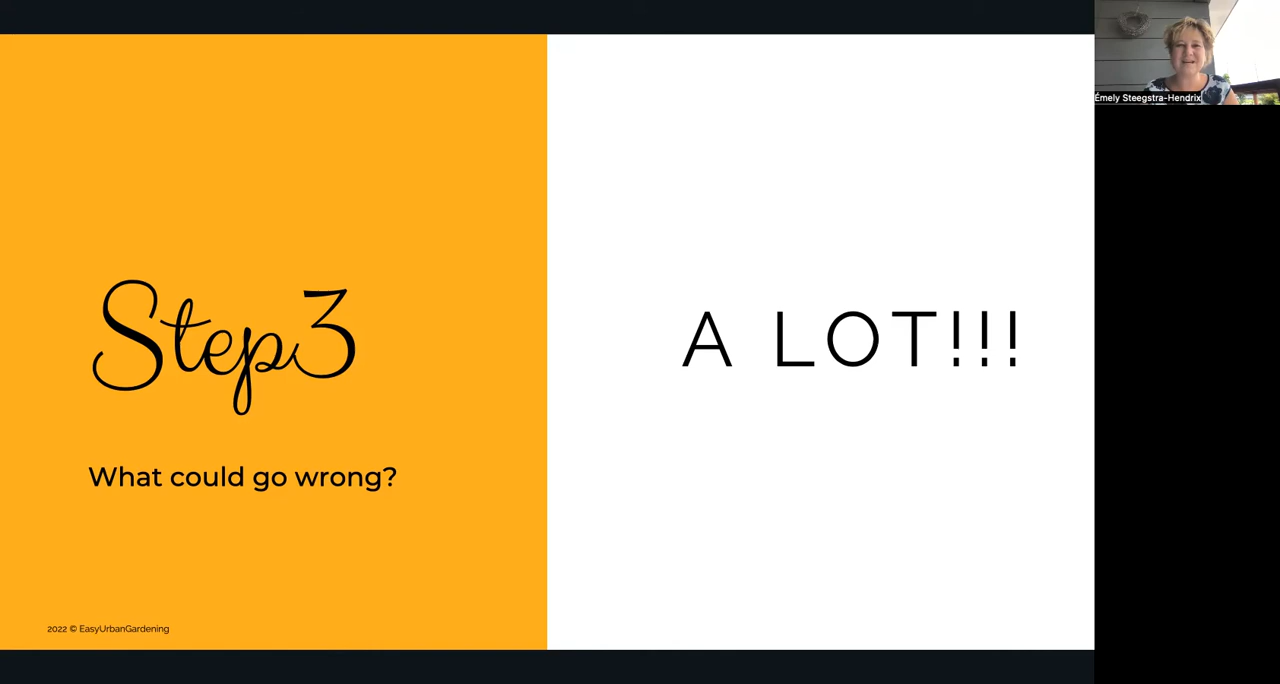 Emely Steegstra-Hendrix
Step3
What could go wrong?
A LOT!!!
2022 © EasyUrbanGardening